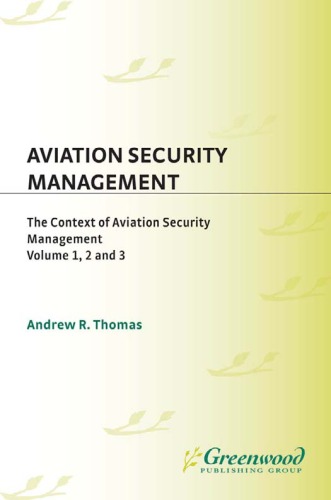 AVIATION SECURITY
MANAGEMENT
The Context of Aviation Security
Management
Volume 1, 2 and 3
Andrew R. Thomas
Greenwood
PUBLISHING GROUP